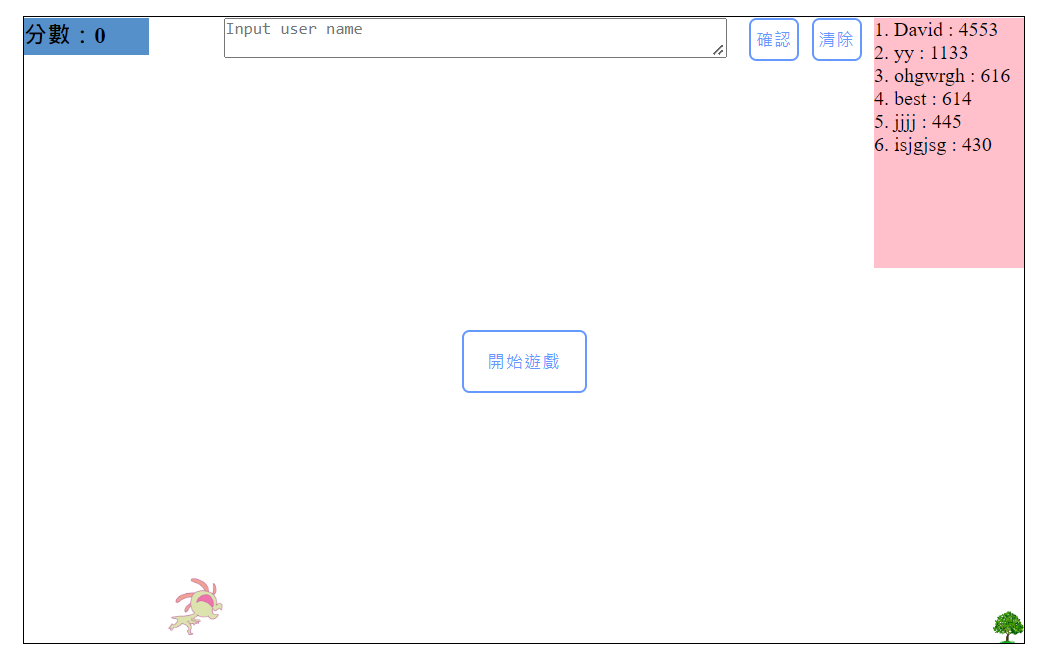 分數：0
Input user name
確認
清除
1. David : 4553
2. yy : 1133
3. ohgwrgh : 616
4. best : 614
5. jjjj : 445
6. isjgjsg : 430
開始遊戲